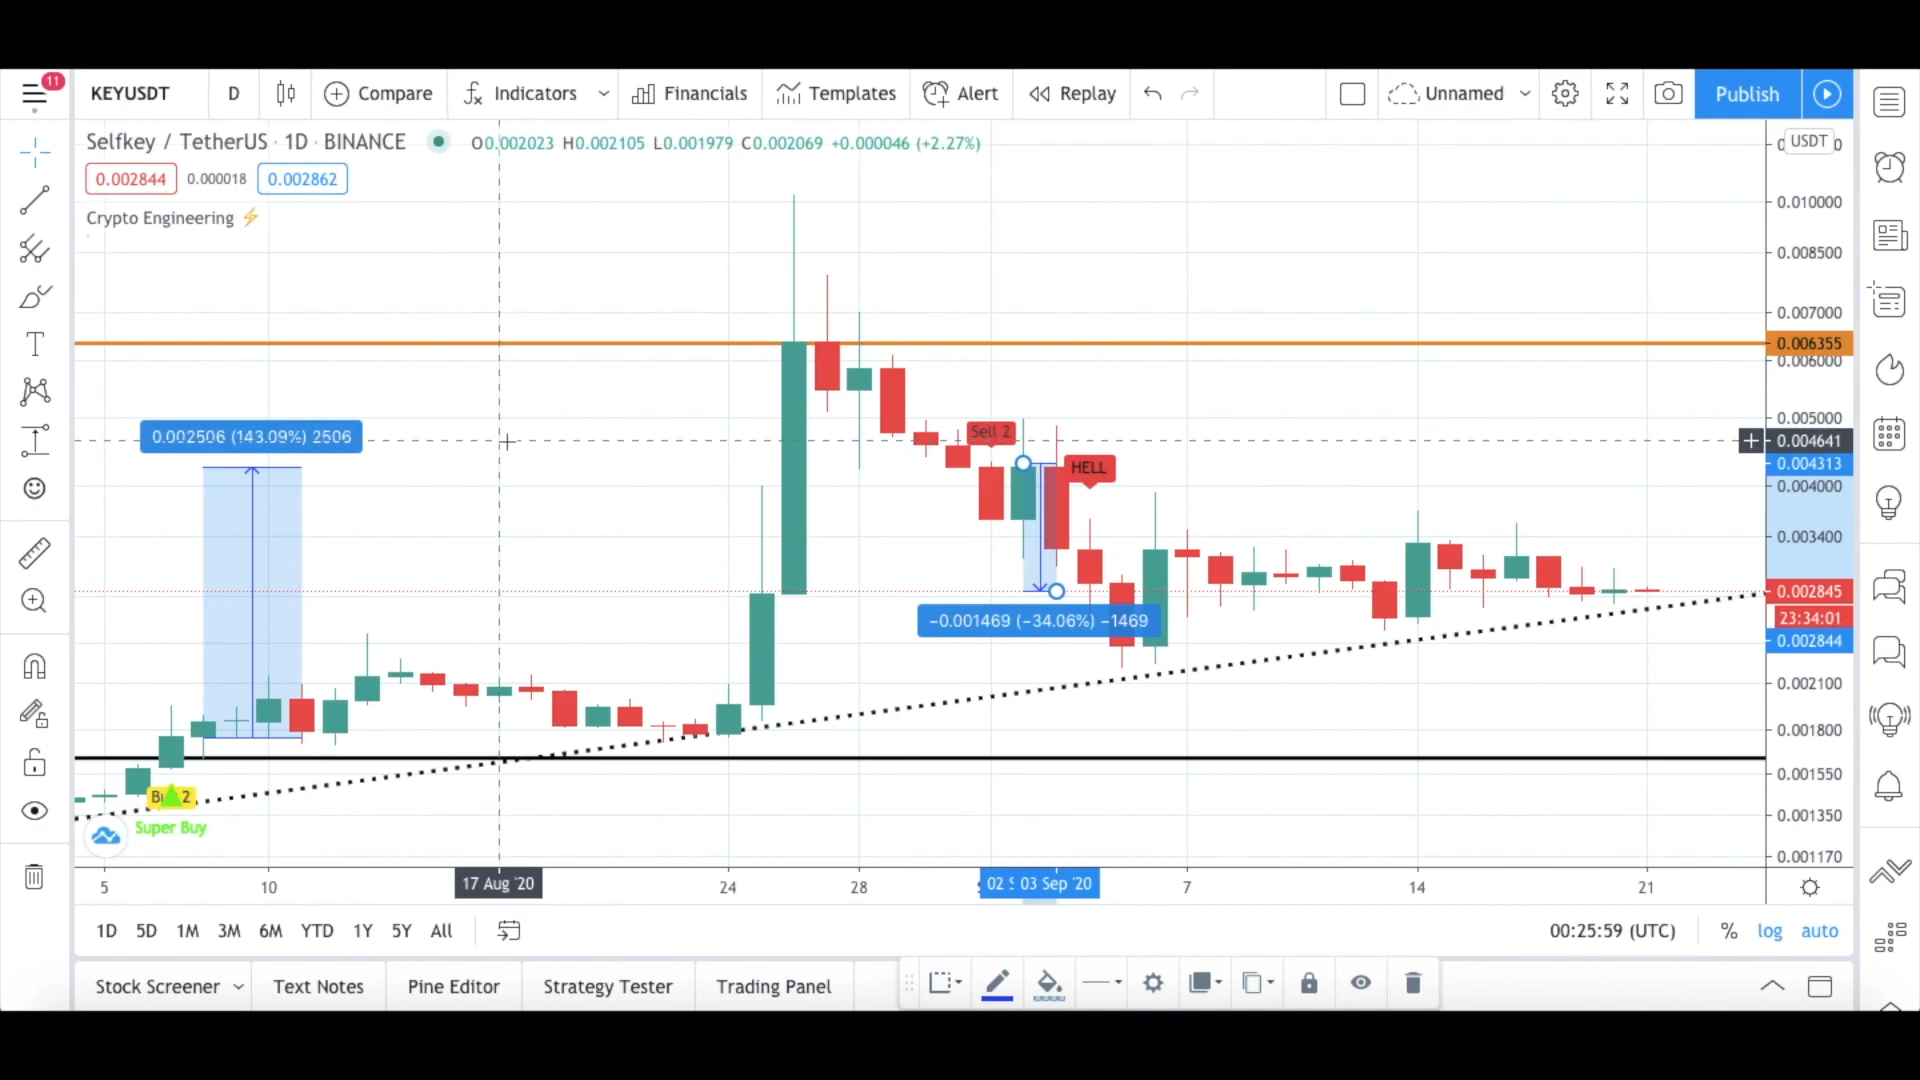 11
KEYUSDT D Compare Indicators Financials Templates Alert Replay Unnamed Publish
Selfkey / TetherUS · 1D · BINANCE O0.002023 H0.002105 L0.001979 C0.002069 +0.000046 (+2.27%)
USDT
0.002844 0.000018 0.002862
Crypto Engineering ⚡
0.010000
0.008500
0.007000
0.006355
0.006000
0.005000
0.002506 (143.09%) 2506
Sell 2
0.004641
HELL
0.004313
0.004000
0.003400
0.002845
−0.001469 (−34.06%) −1469
23:34:01
0.002844
0.002100
0.001800
0.001550
2
Super Buy
0.001350
0.001170
5 10 17 Aug '20 24 28 02 S 03 Sep '20 7 14 21
1D 5D 1M 3M 6M YTD 1Y 5Y All 00:25:59 (UTC) % log auto
Stock Screener Text Notes Pine Editor Strategy Tester Trading Panel